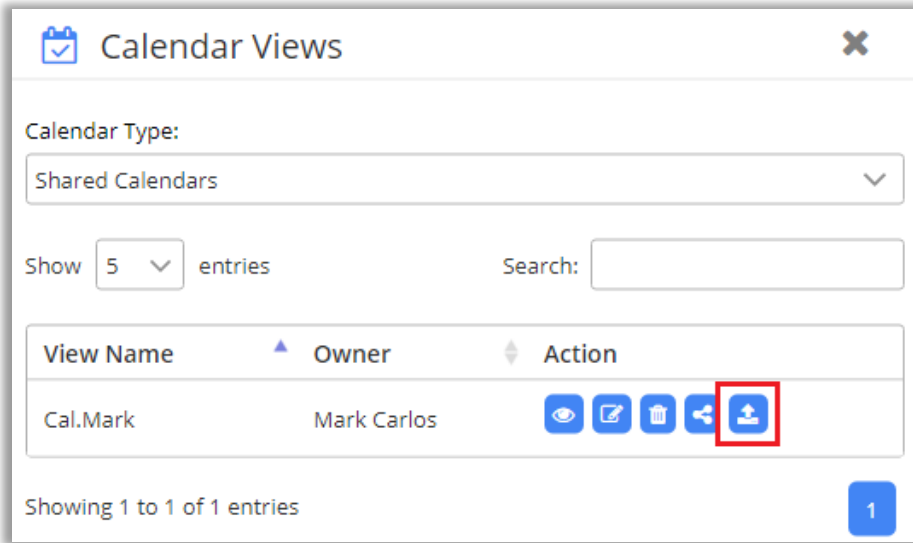 Calendar Views
Calendar Type:
Shared Calendars
Show 5 entries Search:
View Name Owner Action
Cal.Mark Mark Carlos
Showing 1 to 1 of 1 entries 1